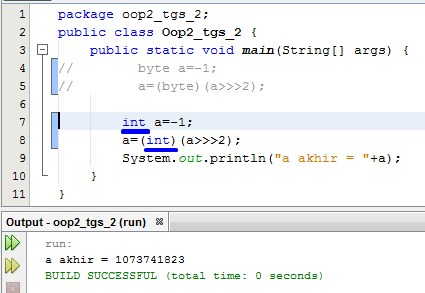 1 package oop2_tgs_2;
2 public class Oop2_tgs_2 {
3 public static void main(String[] args) {
4 // byte a=-1;
5 // a=(byte)(a>>>2);
6
7 int a=-1;
8 a=(int)(a>>>2);
9 System.out.println("a akhir = "+a);
10 }
11 }
Output - oop2_tgs_2 (run)
run:
a akhir = 1073741823
BUILD SUCCESSFUL (total time: 0 seconds)